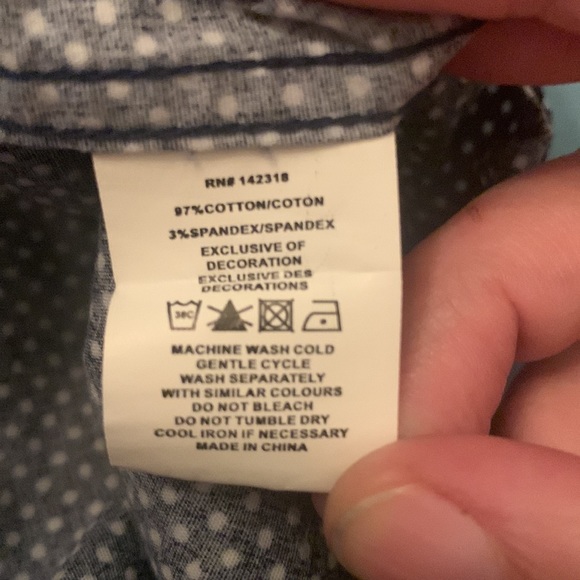 RN# 142318
97%COTTON/COTON
3%SPANDEX/SPANDEX
EXCLUSIVE OF
DECORATION
EXCLUSIVE DES
DECORATIONS
30C
MACHINE WASH COLD
GENTLE CYCLE
WASH SEPARATELY
WITH SIMILAR COLOURS
DO NOT BLEACH
DO NOT TUMBLE DRY
COOL IRON IF NECESSARY
MADE IN CHINA